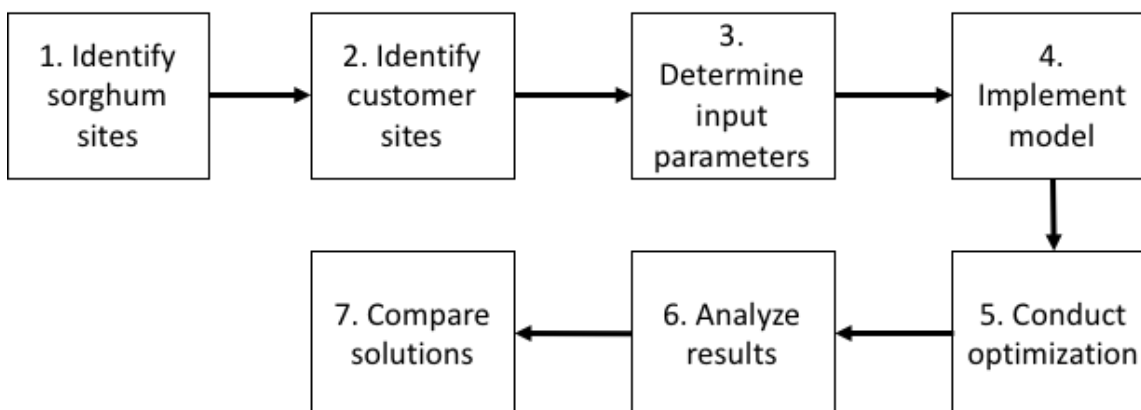 1. Identify
sorghum
sites
2. Identify
customer
sites
3.
Determine
input
parameters
4.
Implement
model
5. Conduct
optimization
6. Analyze
results
7. Compare
solutions